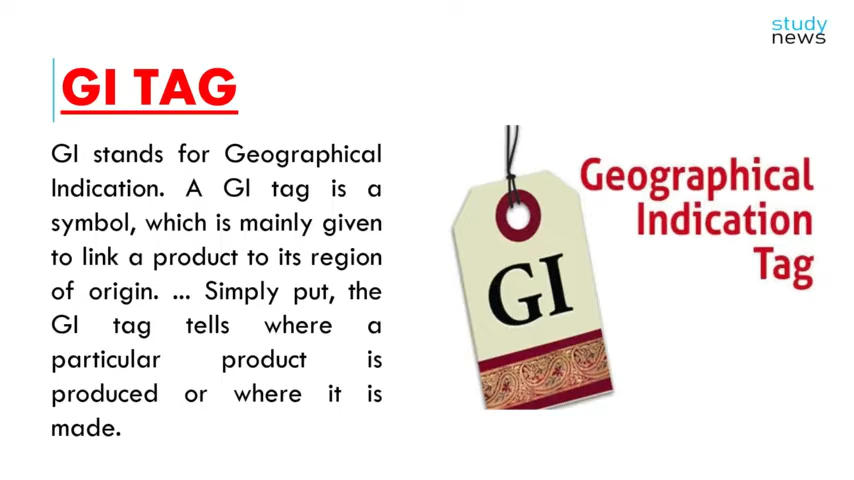 study
news
GI TAG
GI stands for Geographical
Indication. A GI tag is a
symbol, which is mainly given
to link a product to its region
of origin. ... Simply put, the
GI tag tells where a
particular product is
produced or where it is
made.
Geographical
Indication
Tag
GI